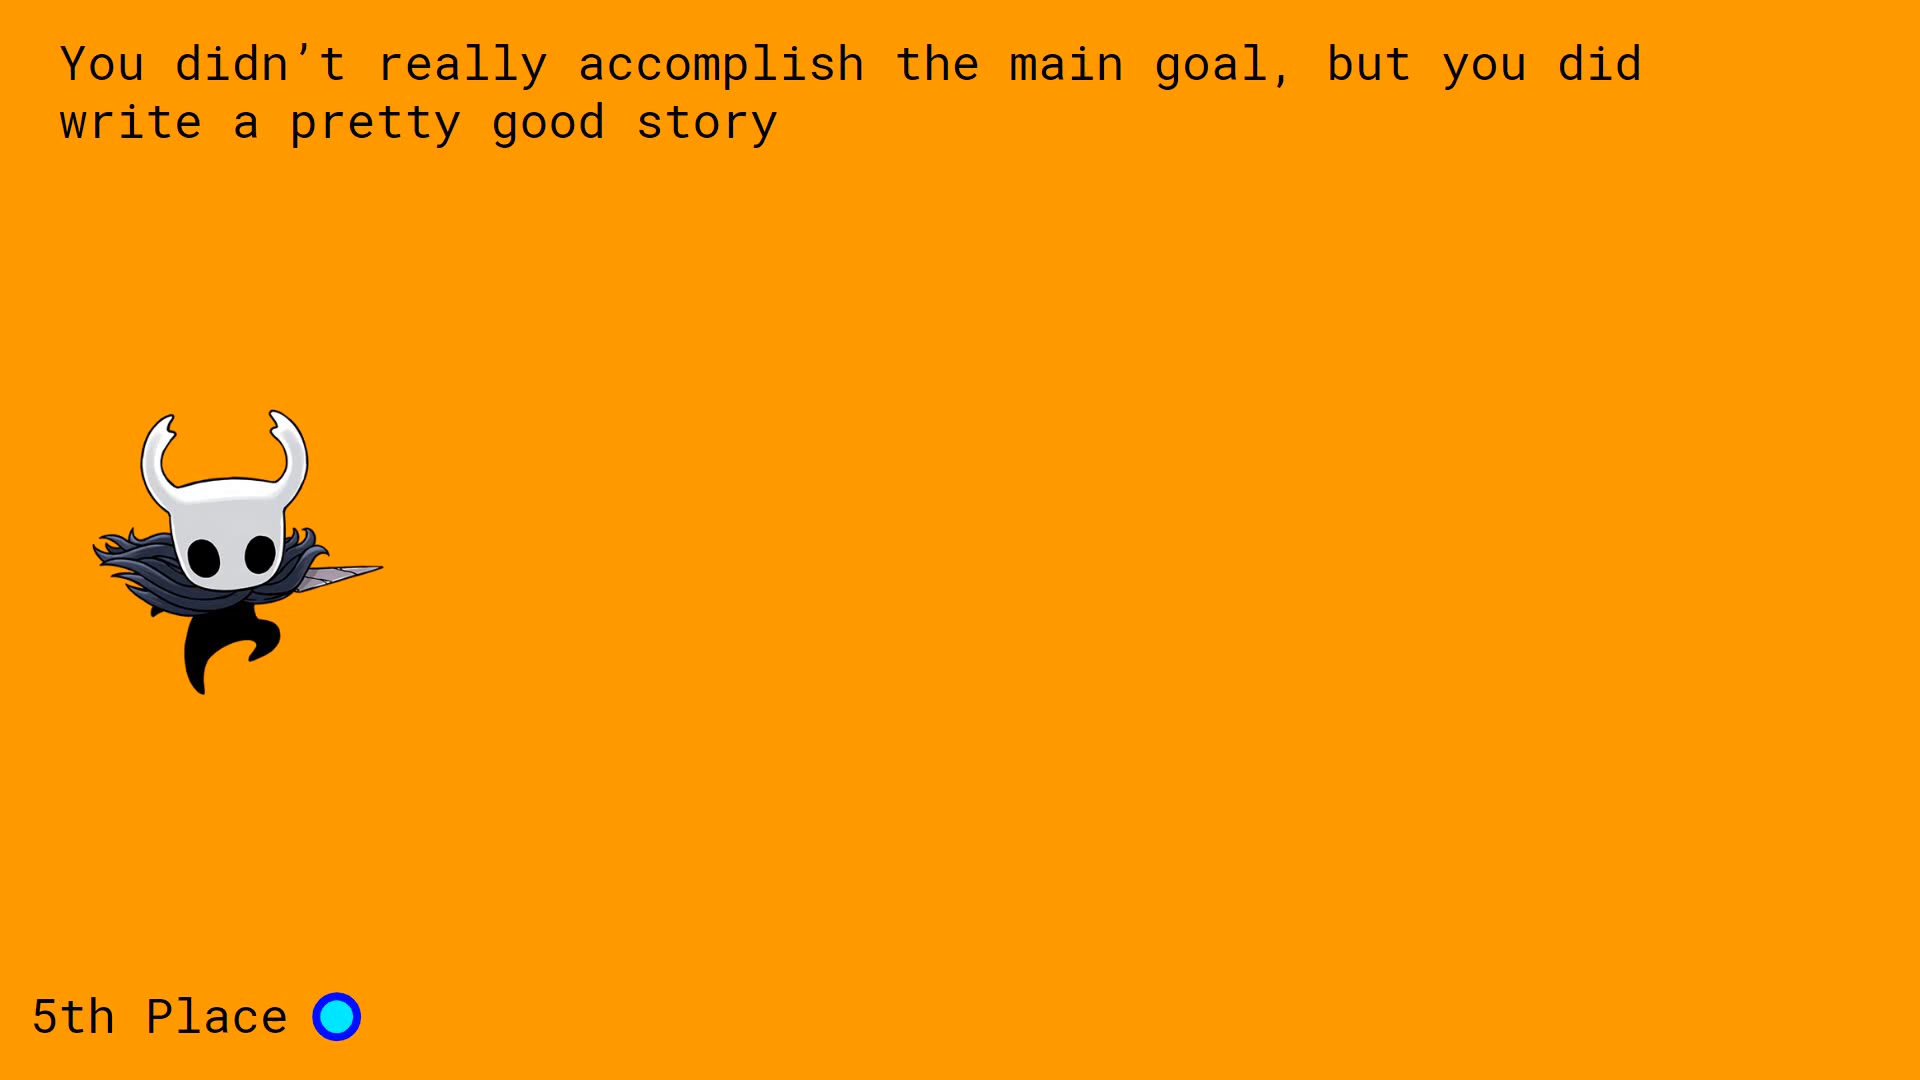 You didn’t really accomplish the main goal, but you did
write a pretty good story
5th Place